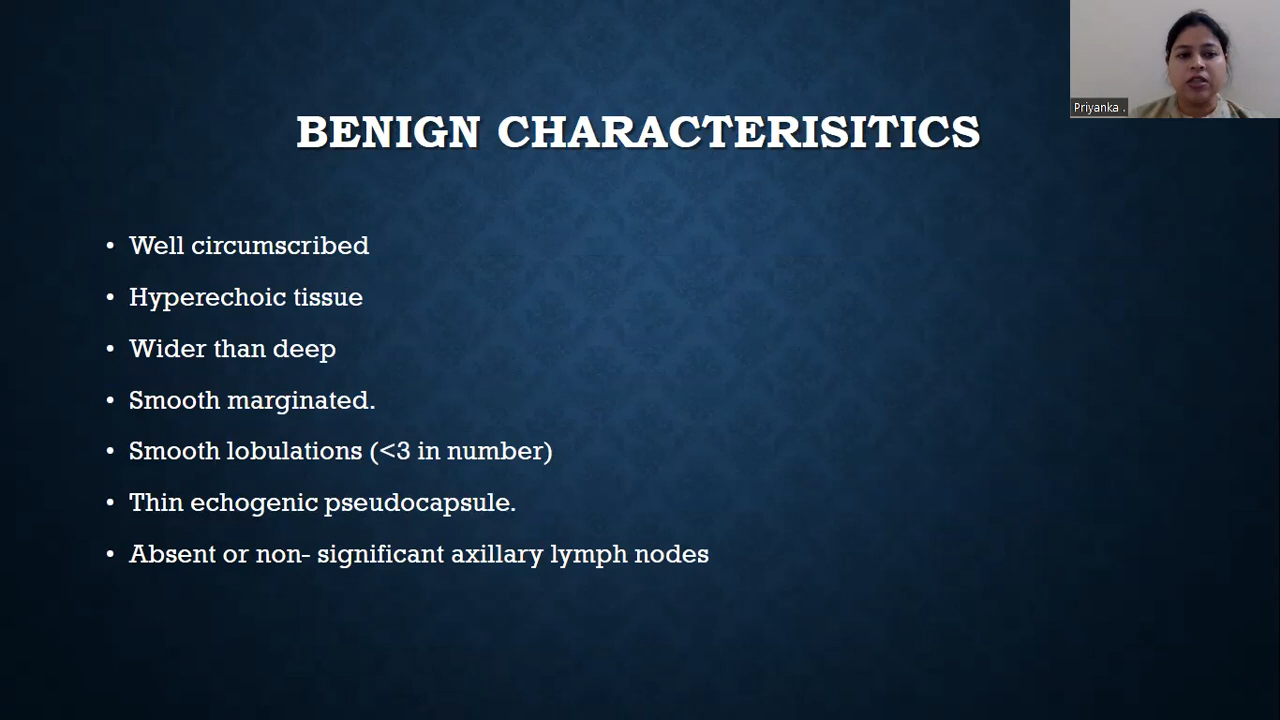 Priyanka .
BENIGN CHARACTERISITICS
• Well circumscribed
• Hyperechoic tissue
• Wider than deep
• Smooth marginated.
• Smooth lobulations (<3 in number)
• Thin echogenic pseudocapsule.
• Absent or non- significant axillary lymph nodes